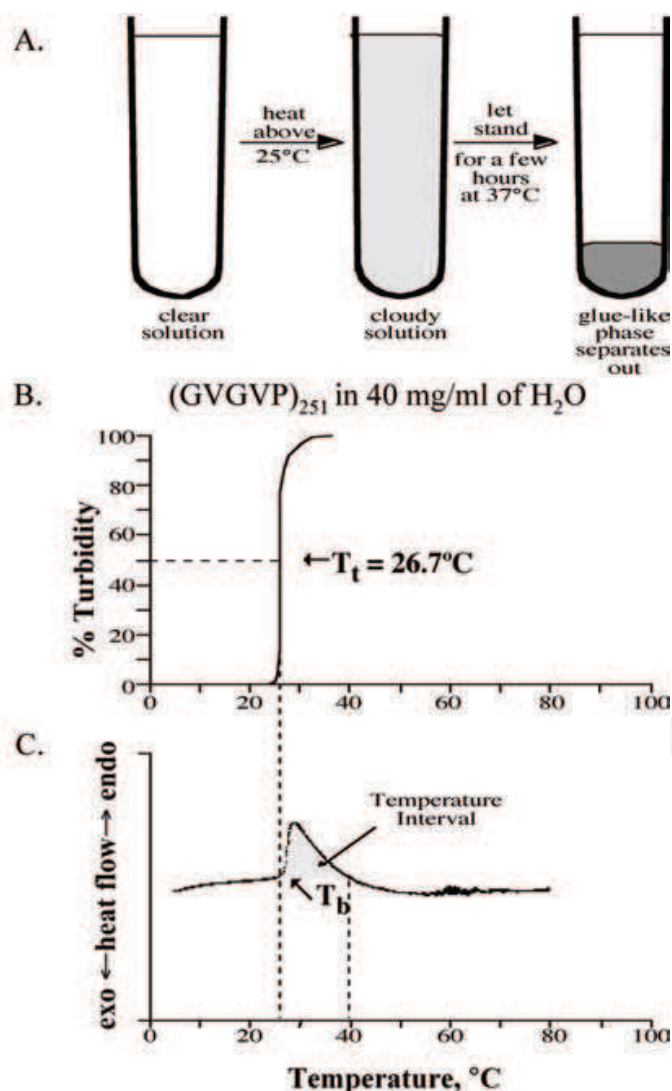 A.
heat
above
25°C
let
stand
for a few
hours
at 37°C
clear
solution
cloudy
solution
glue-like
phase
separates
out
B.
(GVGVP)251 in 40 mg/ml of H2O
% Turbidity
100
80
60
40
20
0
Tt = 26.7°C
0 20 40 60 80 100
C.
exo ←heat flow→ endo
Temperature
Interval
Tb
0 20 40 60 80 100
Temperature, °C